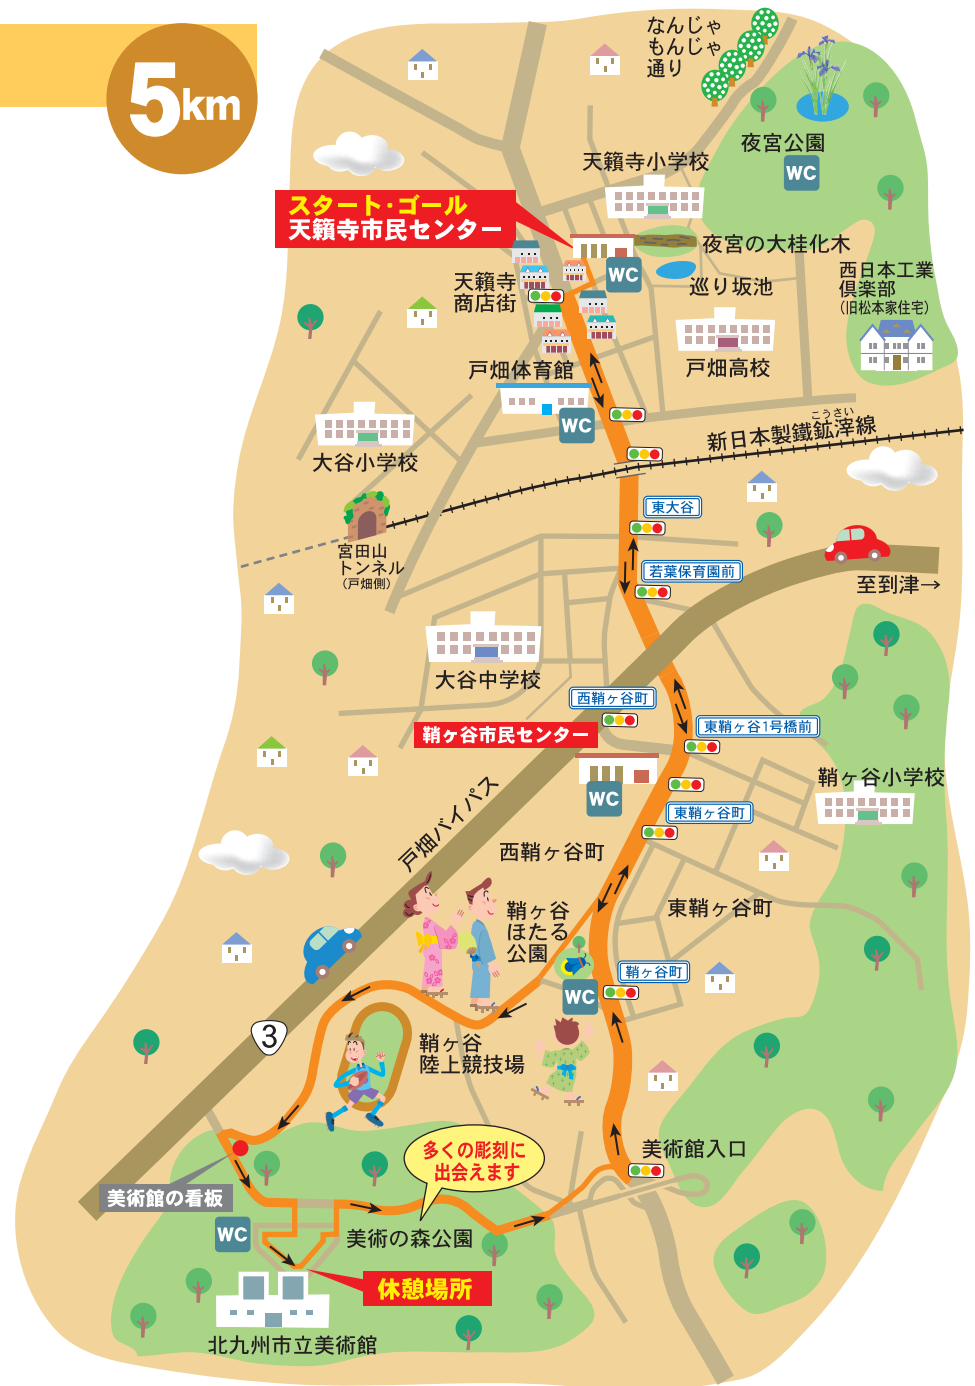 5km
なんじゃ
もんじゃ
通り
夜宮公園
WC
天籟寺小学校
スタート・ゴール
天籟寺市民センター
夜宮の大桂化木
WC
巡り坂池
西日本工業
倶楽部
（旧松本家住宅）
天籟寺
商店街
戸畑高校
戸畑体育館
WC
こうさい
新日本製鐵鉱滓線
大谷小学校
東大谷
宮田山
トンネル
（戸畑側）
若葉保育園前
至到津→
大谷中学校
西鞘ヶ谷町
東鞘ヶ谷1号橋前
鞘ヶ谷市民センター
WC
鞘ヶ谷小学校
戸畑バイパス
東鞘ヶ谷町
西鞘ヶ谷町
東鞘ヶ谷町
鞘ヶ谷
ほたる
公園
鞘ヶ谷町
WC
3
鞘ヶ谷
陸上競技場
多くの彫刻に
出会えます
美術館入口
美術館の看板
WC
美術の森公園
休憩場所
北九州市立美術館